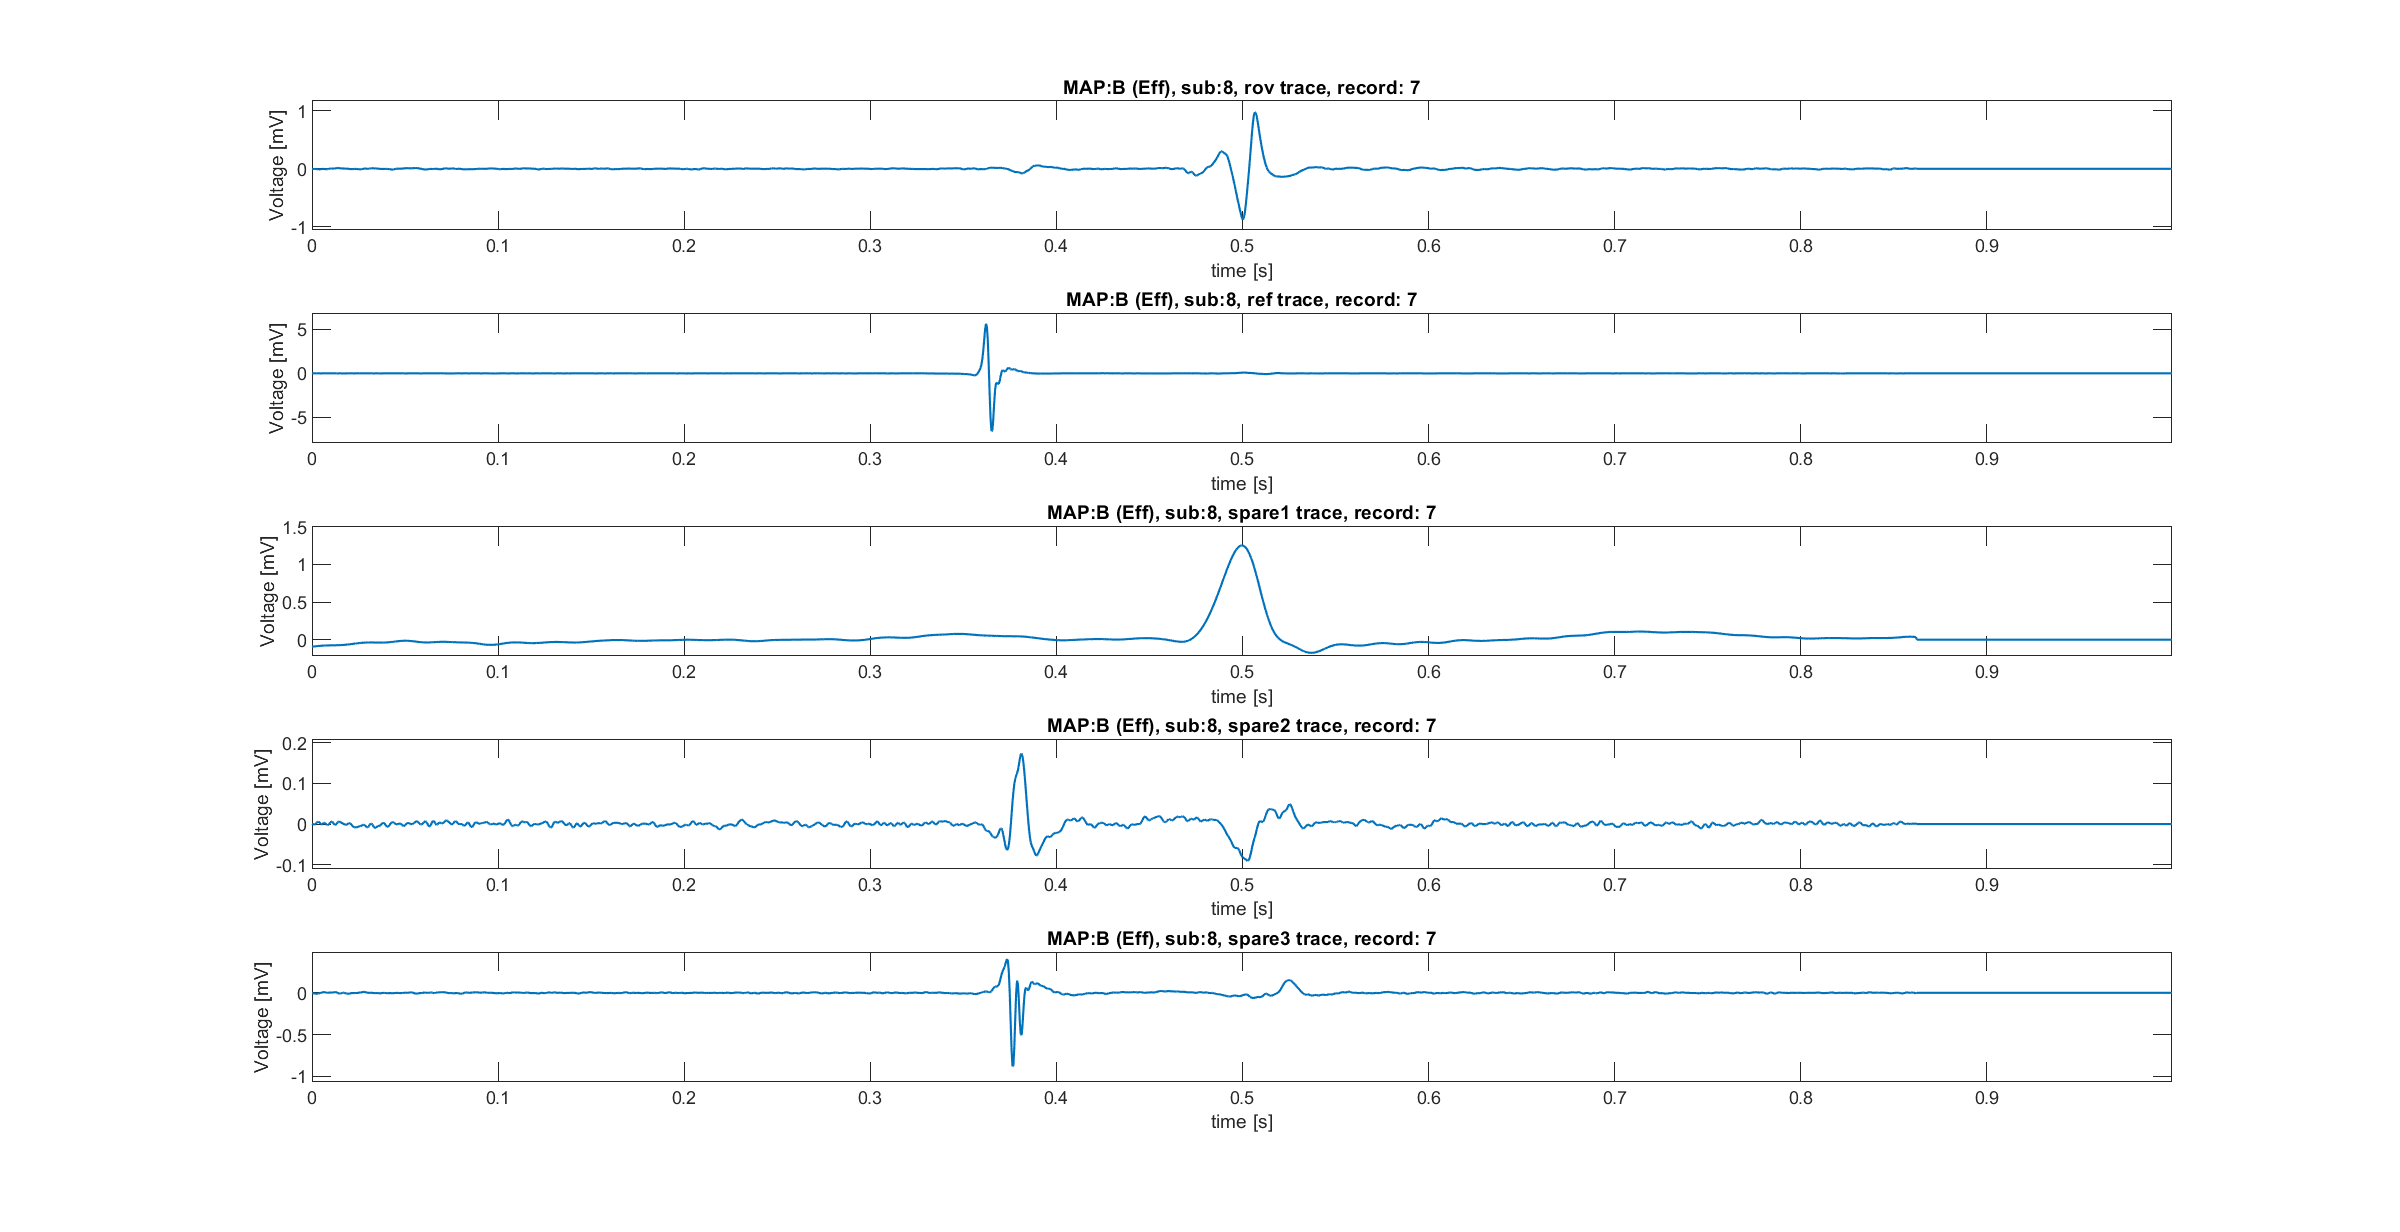 MAP:B (Eff), sub:8, rov trace, record: 7
Voltage [mV]
1
0
-1
0 0.1 0.2 0.3 0.4 0.5 0.6 0.7 0.8 0.9
time [s]
MAP:B (Eff), sub:8, ref trace, record: 7
Voltage [mV]
5
0
-5
0 0.1 0.2 0.3 0.4 0.5 0.6 0.7 0.8 0.9
time [s]
MAP:B (Eff), sub:8, spare1 trace, record: 7
Voltage [mV]
1.5
1
0.5
0
0 0.1 0.2 0.3 0.4 0.5 0.6 0.7 0.8 0.9
time [s]
MAP:B (Eff), sub:8, spare2 trace, record: 7
Voltage [mV]
0.2
0.1
0
-0.1
0 0.1 0.2 0.3 0.4 0.5 0.6 0.7 0.8 0.9
time [s]
MAP:B (Eff), sub:8, spare3 trace, record: 7
Voltage [mV]
0
-0.5
-1
0 0.1 0.2 0.3 0.4 0.5 0.6 0.7 0.8 0.9
time [s]